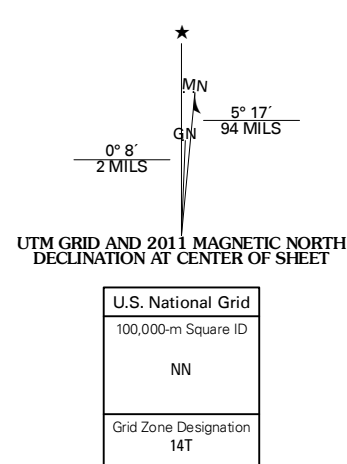 ★
MN
5° 17´
94 MILS
GN
0° 8´
2 MILS
UTM GRID AND 2011 MAGNETIC NORTH
DECLINATION AT CENTER OF SHEET
U.S. National Grid
100,000-m Square ID
NN
Grid Zone Designation
14T